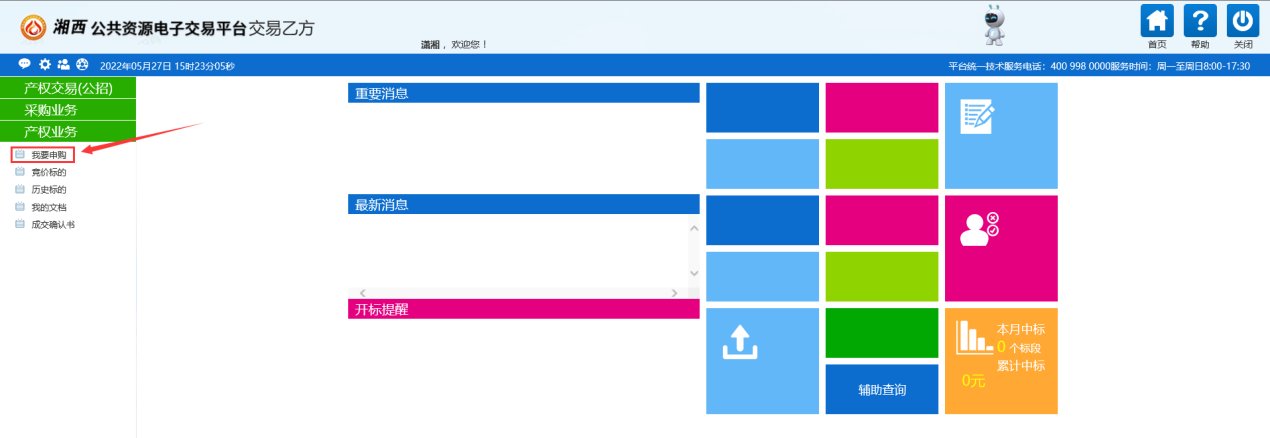 湘西 公共资源电子交易平台交易乙方
潇湘，欢迎您！
首页 帮助 关闭
2022年05月27日 15时23分05秒
平台统一技术服务电话：400 998 0000服务时间：周一至周日8:00-17:30
产权交易(公招)
采购业务
产权业务
我要申购
竞价标的
历史标的
我的文档
成交确认书
重要消息
最新消息
开标提醒
辅助查询
本月中标
0 个标段
累计中标
0元